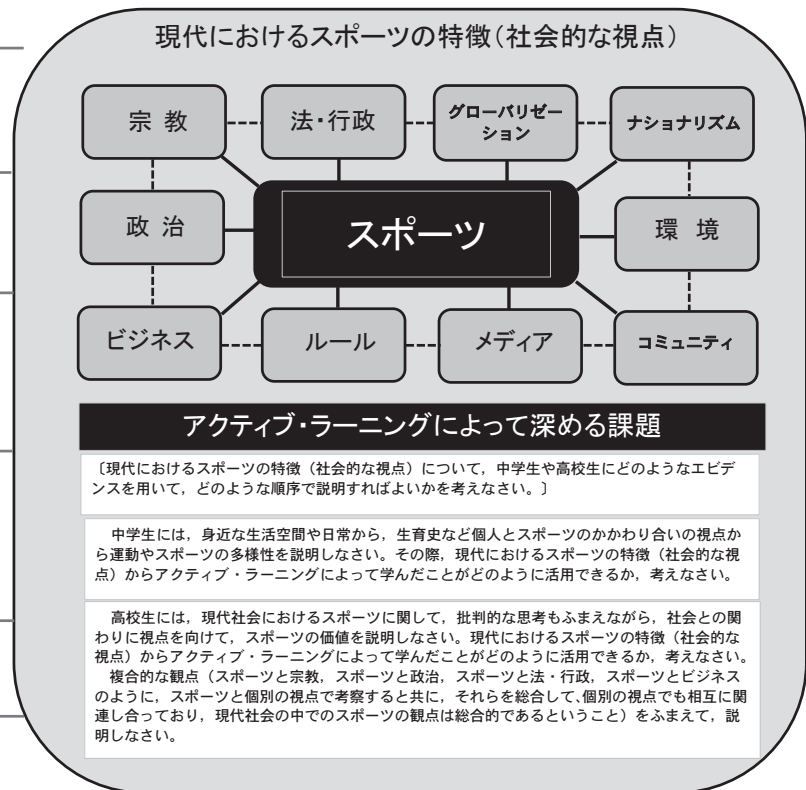 現代におけるスポーツの特徴（社会的な視点）
宗 教
法・行政
グローバリゼー
ション
ナショナリズム
政 治
スポーツ
環 境
ビジネス
ルール
メディア
コミュニティ
アクティブ・ラーニングによって深める課題
〔現代におけるスポーツの特徴（社会的な視点）について，中学生や高校生にどのようなエビデ
ンスを用いて，どのような順序で説明すればよいかを考えなさい。〕
中学生には，身近な生活空間や日常から，生育史など個人とスポーツのかかわり合いの視点か
ら運動やスポーツの多様性を説明しなさい。その際，現代におけるスポーツの特徴（社会的な視
点）からアクティブ・ラーニングによって学んだことがどのように活用できるか，考えなさい。
高校生には，現代社会におけるスポーツに関して，批判的な思考もふまえながら，社会との関
わりに視点を向けて，スポーツの価値を説明しなさい。現代におけるスポーツの特徴（社会的な
視点）からアクティブ・ラーニングによって学んだことがどのように活用できるか，考えなさい。
複合的な観点（スポーツと宗教，スポーツと政治，スポーツと法・行政，スポーツとビジネス
のように，スポーツと個別の視点で考察すると共に，それらを総合して、個別の視点でも相互に関
連し合っており，現代社会の中でのスポーツの観点は総合的であるということ）をふまえて，説
明しなさい。